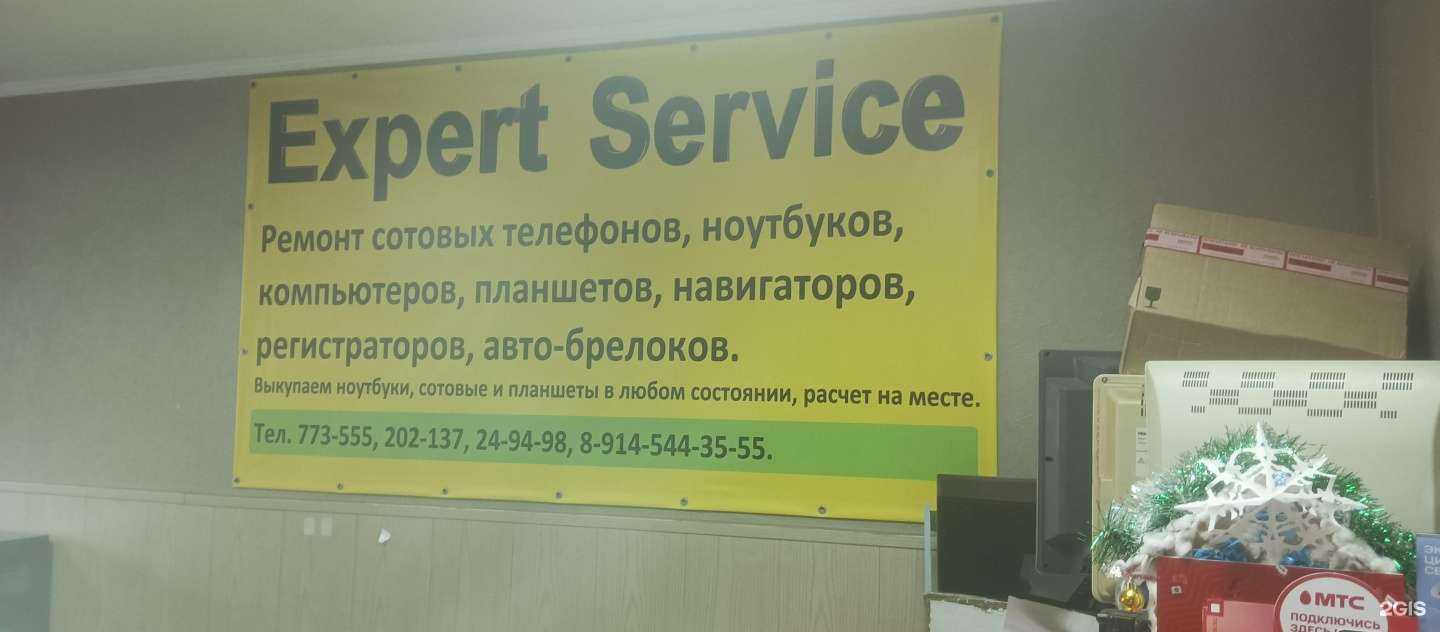 Expert Service
Ремонт сотовых телефонов, ноутбуков,
компьютеров, планшетов, навигаторов,
регистраторов, авто-брелоков.
Выкупаем ноутбуки, сотовые и планшеты в любом состоянии, расчет на месте.
Тел. 773-555, 202-137, 24-94-98, 8-914-544-35-55.
МТС
ПОДКЛЮЧИСЬ
ЗДЕСЬ
2GIS